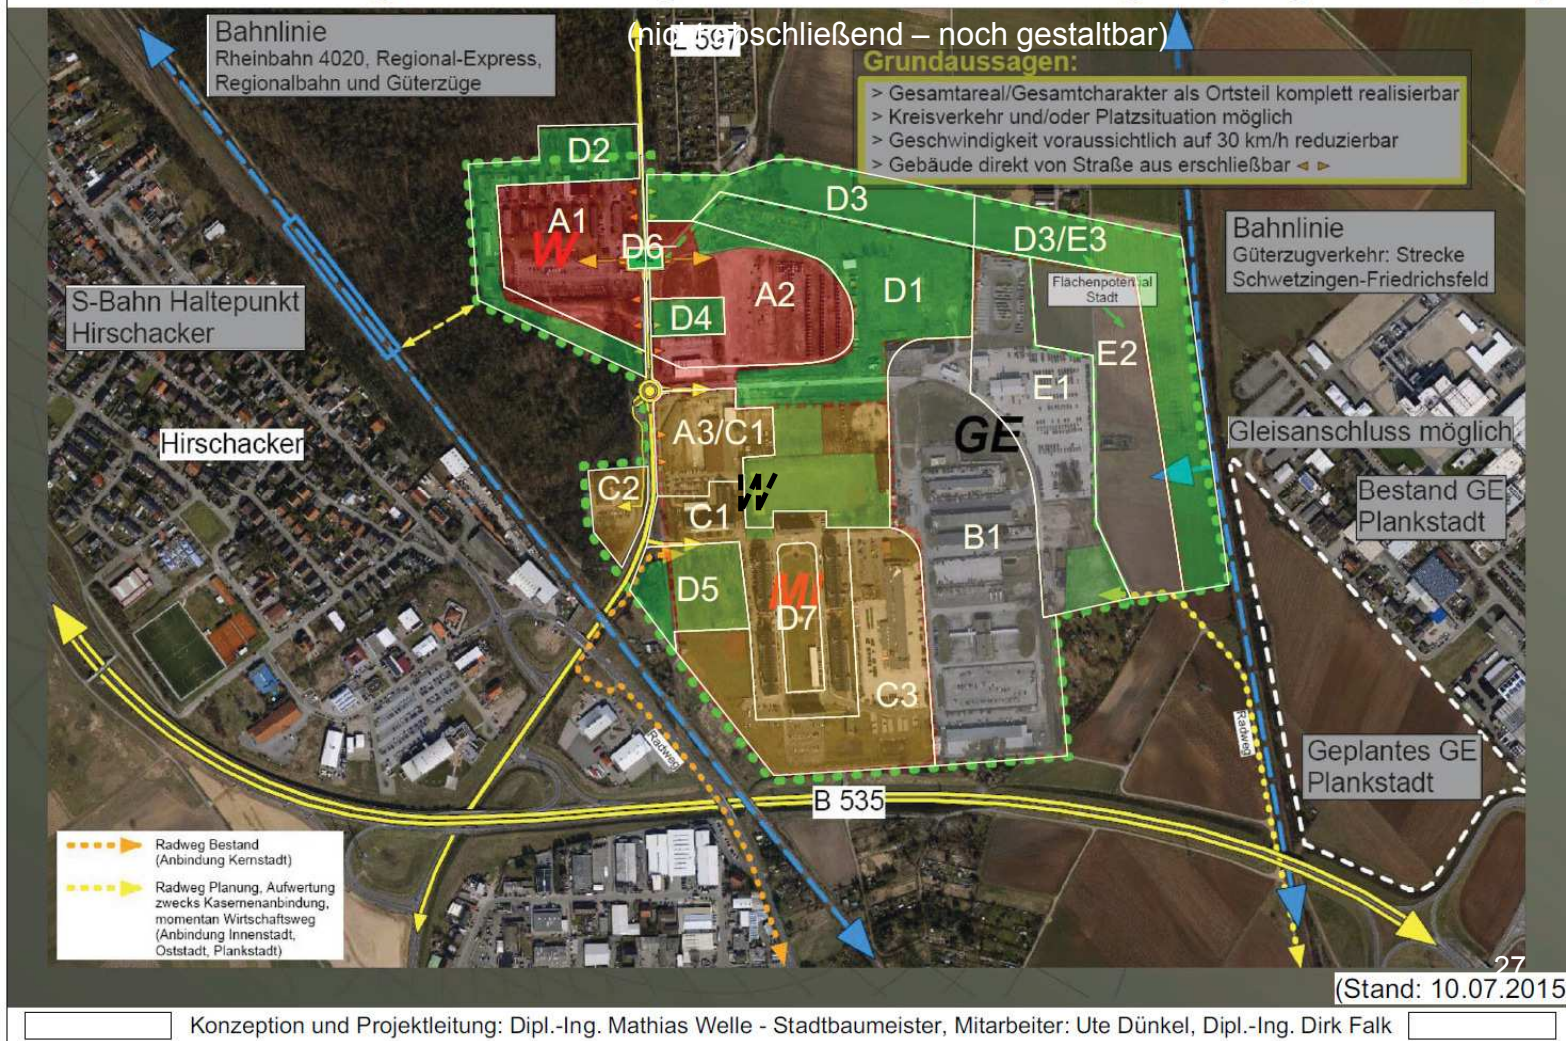 (nicht abschließend – noch gestaltbar)
L 597
Bahnlinie
Rheinbahn 4020, Regional-Express,
Regionalbahn und Güterzüge
Grundaussagen:
> Gesamtareal/Gesamtcharakter als Ortsteil komplett realisierbar
> Kreisverkehr und/oder Platzsituation möglich
> Geschwindigkeit voraussichtlich auf 30 km/h reduzierbar
> Gebäude direkt von Straße aus erschließbar
D2
D3
A1
W
D6
D3/E3
Bahnlinie
Güterzugverkehr: Strecke
Schwetzingen-Friedrichsfeld
A2
D1
Flächenpotenzial
Stadt
S-Bahn Haltepunkt
Hirschacker
D4
E2
E1
Hirschacker
A3/C1
GE
Gleisanschluss möglich
C2
W
C1
Bestand GE
Plankstadt
B1
D5
MI
D7
C3
Radweg
Radweg
Geplantes GE
Plankstadt
B 535
Radweg Bestand
(Anbindung Kernstadt)
Radweg Planung, Aufwertung
zwecks Kasernenanbindung,
momentan Wirtschaftsweg
(Anbindung Innenstadt,
Oststadt, Plankstadt)
27
(Stand: 10.07.2015
Konzeption und Projektleitung: Dipl.-Ing. Mathias Welle - Stadtbaumeister, Mitarbeiter: Ute Dünkel, Dipl.-Ing. Dirk Falk